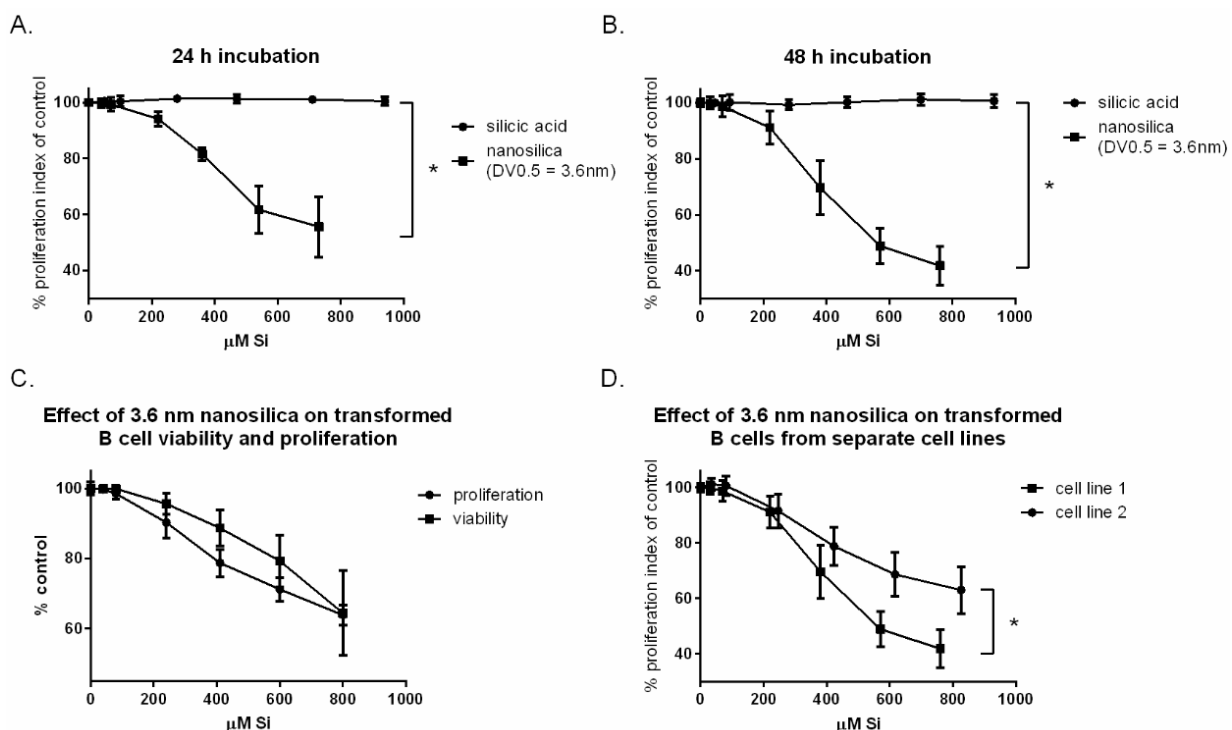 A.
24 h incubation
% proliferation index of control
100
80
60
40
0
200
400
600
800
1000
µM Si
silicic acid
nanosilica
(DV0.5 = 3.6nm)
*
B.
48 h incubation
% proliferation index of control
100
80
60
40
0
200
400
600
800
1000
µM Si
silicic acid
nanosilica
(DV0.5 = 3.6nm)
*
C.
Effect of 3.6 nm nanosilica on transformed
B cell viability and proliferation
% control
100
80
60
0
200
400
600
800
1000
µM Si
proliferation
viability
D.
Effect of 3.6 nm nanosilica on transformed
B cells from separate cell lines
% proliferation index of control
100
80
60
40
0
200
400
600
800
1000
µM Si
cell line 1
cell line 2
*